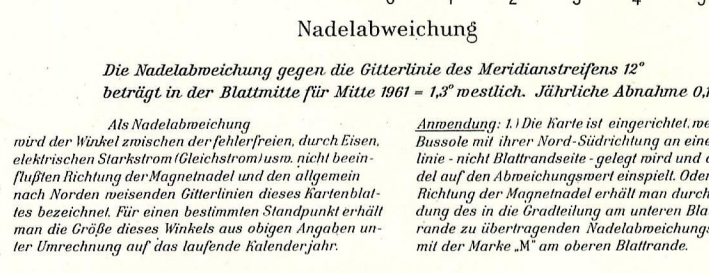 Nadelabweichung
Die Nadelabweichung gegen die Gitterlinie des Meridianstreifens 12°
beträgt in der Blattmitte für Mitte 1961 = 1,3° westlich. Jährliche Abnahme 0,1
Als Nadelabweichung
wird der Winkel zwischen der fehlerfreien, durch Eisen,
elektrischen Starkstrom (Gleichstrom) usw. nicht beein-
flußten Richtung der Magnetnadel und den allgemein
nach Norden weisenden Gitterlinien dieses Kartenblat-
tes bezeichnet. Für einen bestimmten Standpunkt erhält
man die Größe dieses Winkels aus obigen Angaben un-
ter Umrechnung auf das laufende Kalenderjahr.
Anwendung: 1.) Die Karte ist eingerichtet, we
Bussole mit ihrer Nord-Südrichtung an eine
linie - nicht Blattrandseite - gelegt wird und
del auf den Abweichungswert einspielt. Oder
Richtung der Magnetnadel erhält man durch
dung des in die Gradteilung am unteren Bla
rande zu übertragenden Nadelabweichungs
mit der Marke „M" am oberen Blattrande.